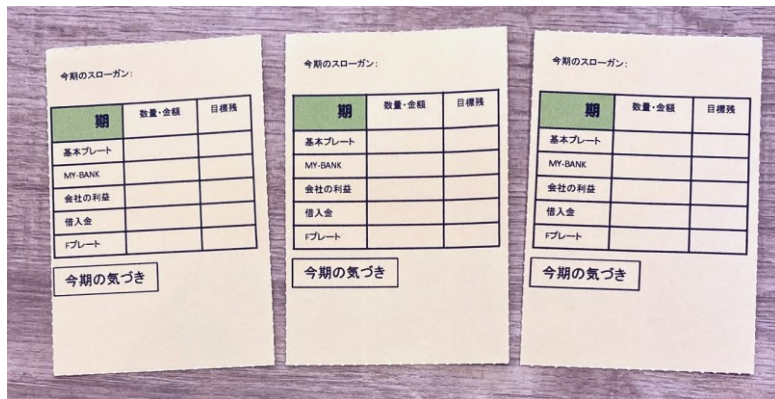 今期のスローガン:
期 数量・金額 目標残
基本プレート
MY-BANK
会社の利益
借入金
Fプレート
今期の気づき
今期のスローガン:
期 数量・金額 目標残
基本プレート
MY-BANK
会社の利益
借入金
Fプレート
今期の気づき
今期のスローガン:
期 数量・金額 目標残
基本プレート
MY-BANK
会社の利益
借入金
Fプレート
今期の気づき